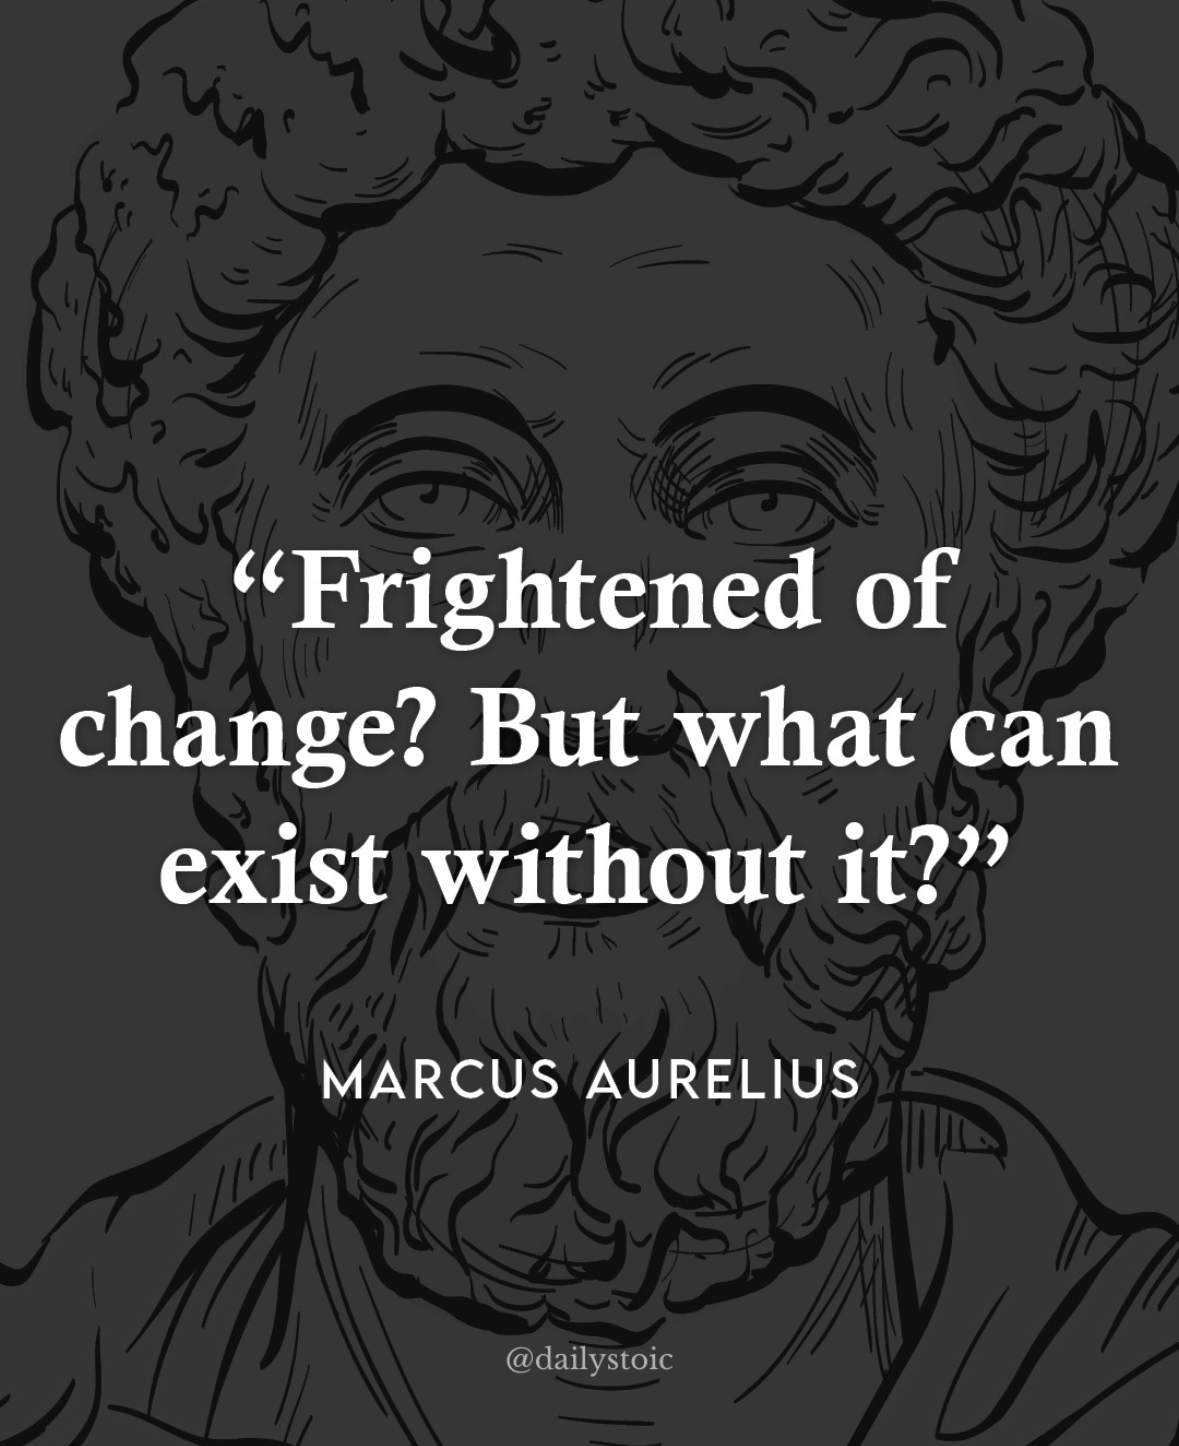 “Frightened of
change? But what can
exist without it?”
MARCUS AURELIUS
@dailystoic